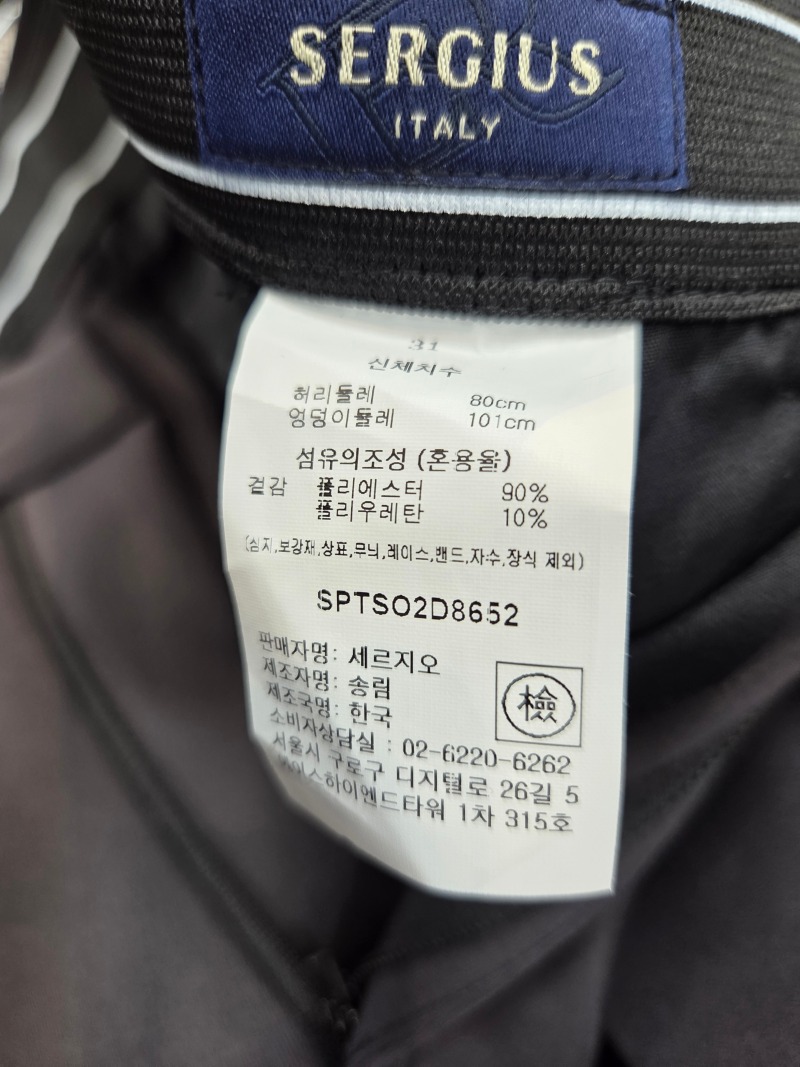 SERGIUS
ITALY
31
신체치수
허리둘레 80cm
엉덩이둘레 101cm
섬유의조성 (혼용율)
겉감 폴리에스터 90%
폴리우레탄 10%
(심지,보강재,상표,무늬,레이스,밴드,자수,장식 제외)
SPTSO2D8652
판매자명: 세르지오
제조자명: 송림
제조국명: 한국
檢
소비자상담실 : 02-6220-6262
서울시 구로구 디지털로 26길 5
에이스하이엔드타워 1차 315호